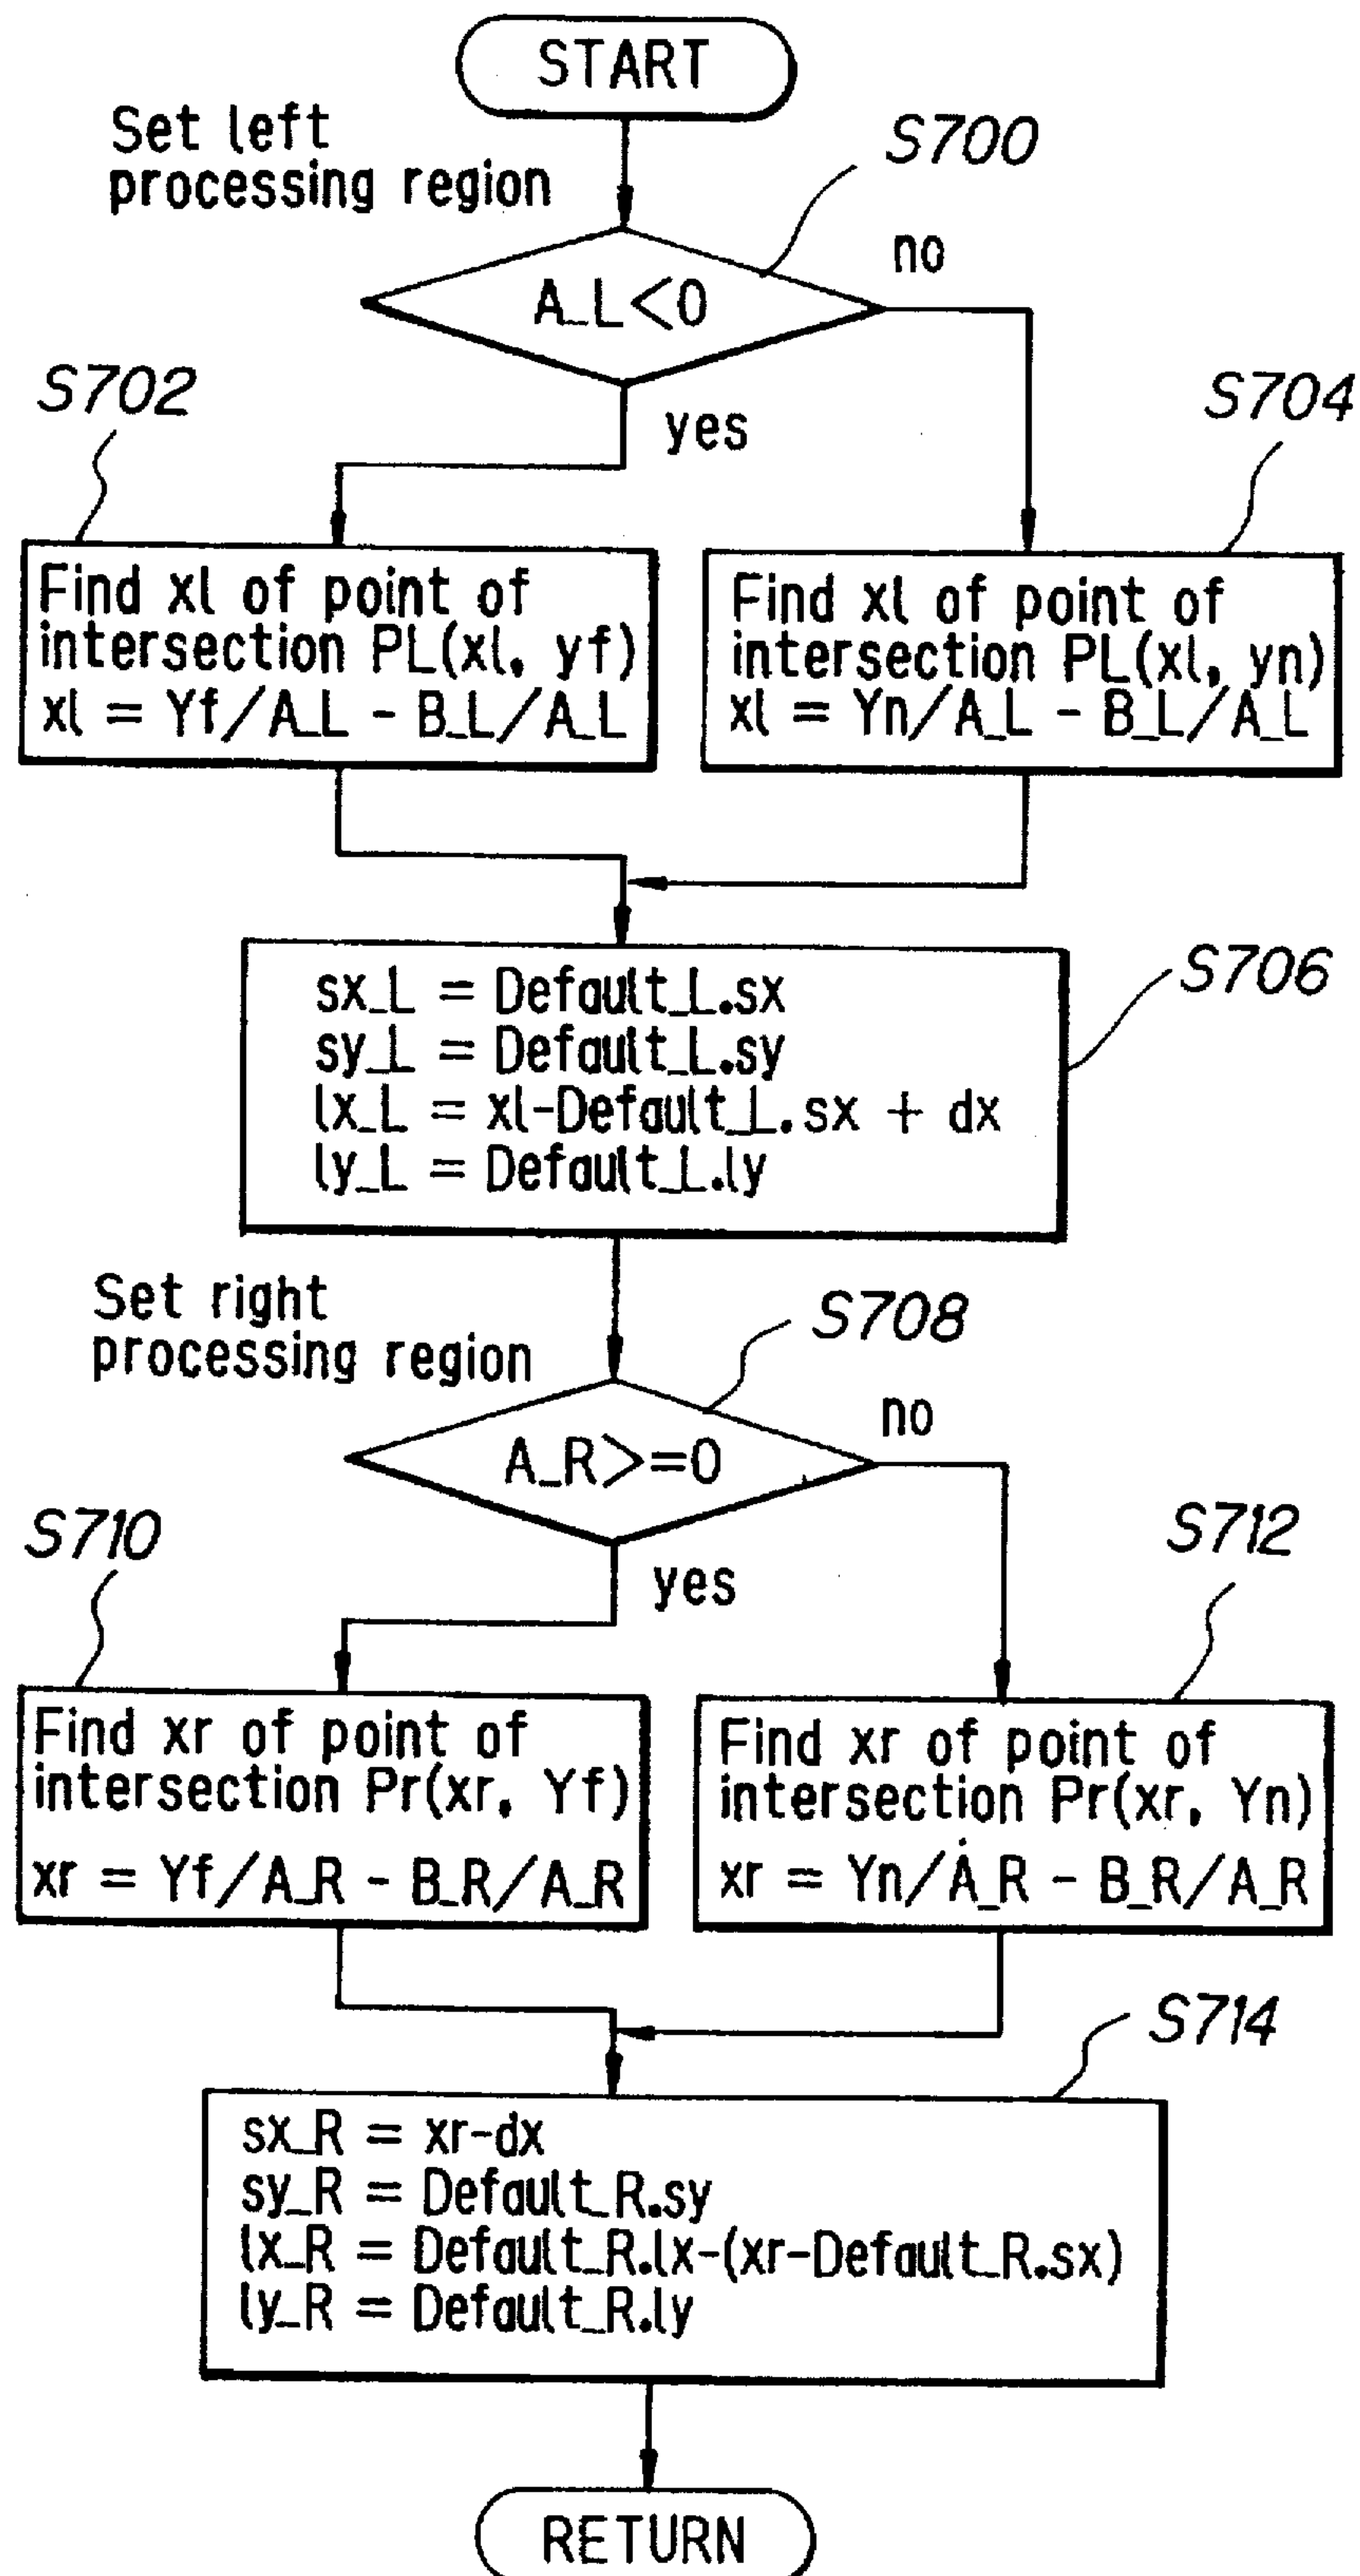 START
Set left
processing region
S700
no
A_L<0
S702
yes
S704
Find xl of point of
intersection PL(xl, yf)
xl = Yf/A_L - B_L/A_L
Find xl of point of
intersection PL(xl, yn)
xl = Yn/A_L - B_L/A_L
S706
sx_L = Default_L.sx
sy_L = Default_L.sy
lx_L = xl-Default_L.sx + dx
ly_L = Default_L.ly
Set right
processing region
S708
no
A_R>=0
S710
yes
S712
Find xr of point of
intersection Pr(xr, Yf)
xr = Yf/A_R - B_R/A_R
Find xr of point of
intersection Pr(xr, Yn)
xr = Yn/A_R - B_R/A_R
S714
sx_R = xr-dx
sy_R = Default_R.sy
lx_R = Default_R.lx-(xr-Default_R.sx)
ly_R = Default_R.ly
RETURN